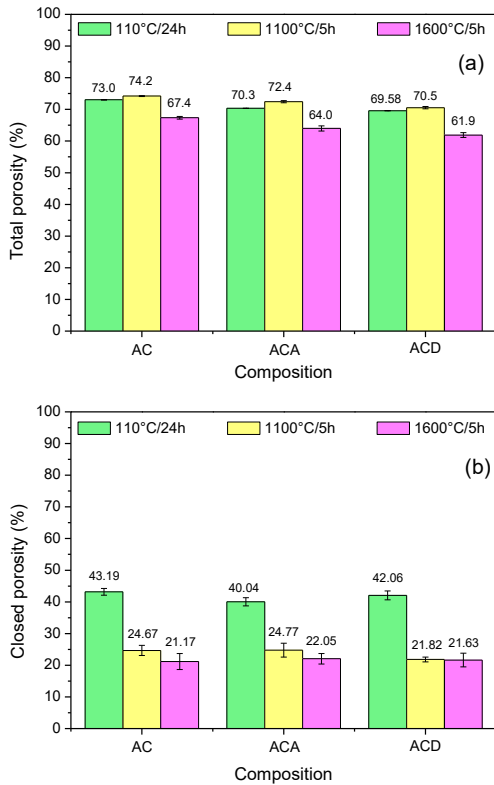 100
90
80
70
60
50
40
30
20
10
0
Total porosity (%)
110°C/24h 1100°C/5h 1600°C/5h
(a)
73.0 74.2 67.4 70.3 72.4 64.0 69.58 70.5 61.9
AC ACA ACD
Composition
100
90
80
70
60
50
40
30
20
10
0
Closed porosity (%)
110°C/24h 1100°C/5h 1600°C/5h
(b)
43.19 24.67 21.17 40.04 24.77 22.05 42.06 21.82 21.63
AC ACA ACD
Composition